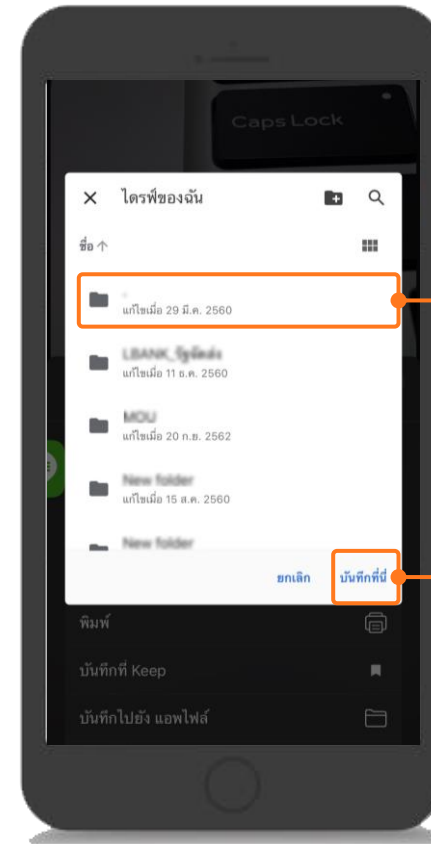 Caps Lock
ไดรฟ์ของฉัน
ชื่อ
แก้ไขเมื่อ 29 มี.ค. 2560
แก้ไขเมื่อ 11 ธ.ค. 2560
MOU
แก้ไขเมื่อ 20 ก.ย. 2562
New folder
แก้ไขเมื่อ 15 ส.ค. 2560
New folder
ยกเลิก บันทึกที่นี่
พิมพ์
บันทึกที่ Keep
บันทึกไปยัง แอพไฟล์